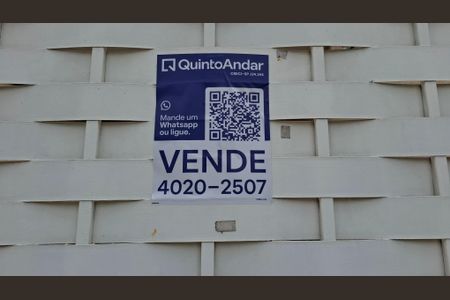 QuintoAndar
Mande um
Whatsapp
ou ligue.
VENDE
4020-2507